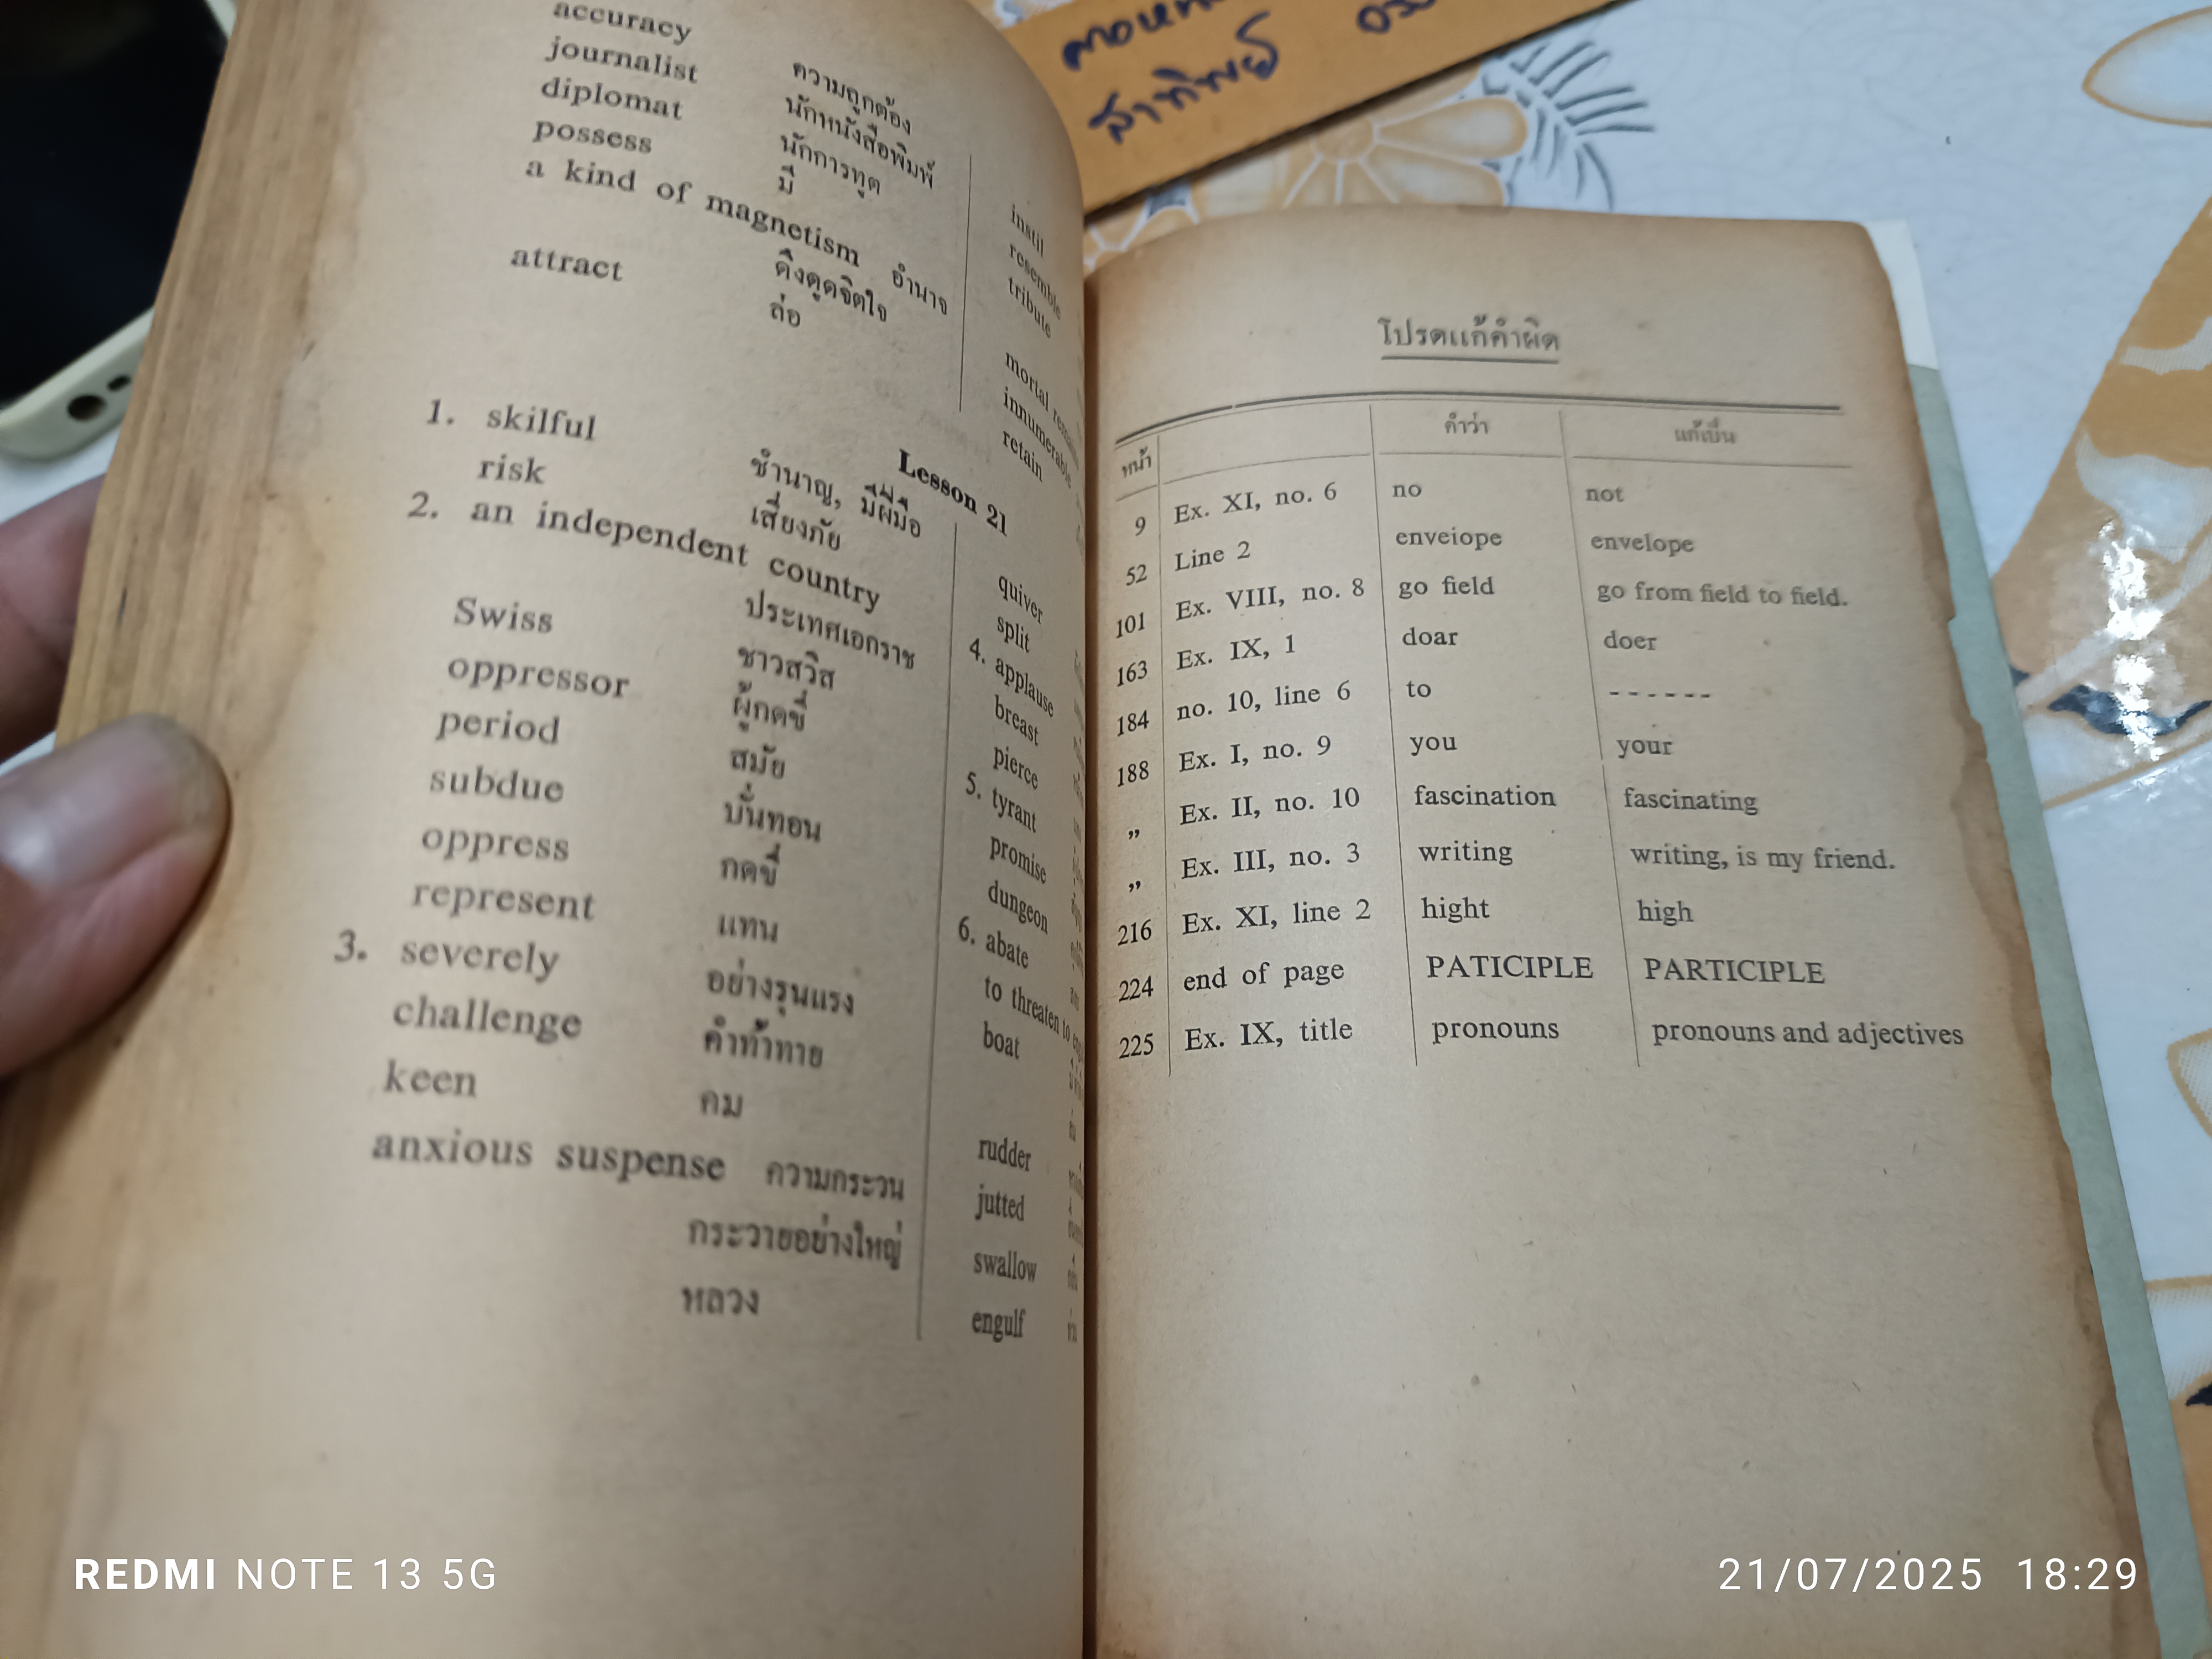 accuracy ความถูกต้อง
journalist นักหนังสือพิมพ์
diplomat นักการทูต
possess มี
a kind of magnetism อำนาจ
ดึงดูดจิตใจ
attract ล่อ
instil
resemble
tribute
mortal
innumerable
retain
Lesson 21
1. skilful ชำนาญ, มีฝีมือ
risk เสี่ยงภัย
2. an independent country
ประเทศเอกราช
Swiss ชาวสวิส
oppressor ผู้กดขี่
period สมัย
subdue บั่นทอน
oppress กดขี่
represent แทน
3. severely อย่างรุนแรง
challenge คำท้าทาย
keen คม
anxious suspense ความกระวน
กระวายอย่างใหญ่
หลวง
quiver
split
4. applause
breast
pierce
5. tyrant
promise
dungeon
6. abate
to threaten to
boat
rudder
jutted
swallow
engulf
โปรดแก้คำผิด
หน้า คำว่า แก้เป็น
9 Ex. XI, no. 6 no not
52 Line 2 enveiope envelope
101 Ex. VIII, no. 8 go field go from field to field.
163 Ex. IX, 1 doar doer
184 no. 10, line 6 to - - - - - -
188 Ex. I, no. 9 you your
„ Ex. II, no. 10 fascination fascinating
„ Ex. III, no. 3 writing writing, is my friend.
216 Ex. XI, line 2 hight high
224 end of page PATICIPLE PARTICIPLE
225 Ex. IX, title pronouns pronouns and adjectives
REDMI NOTE 13 5G
21/07/2025 18:29